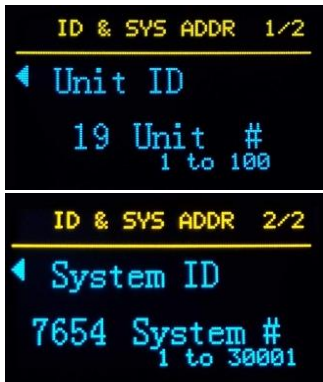 ID & SYS ADDR 1/2
Unit ID
19 Unit #
1 to 100
ID & SYS ADDR 2/2
System ID
7654 System #
1 to 30001